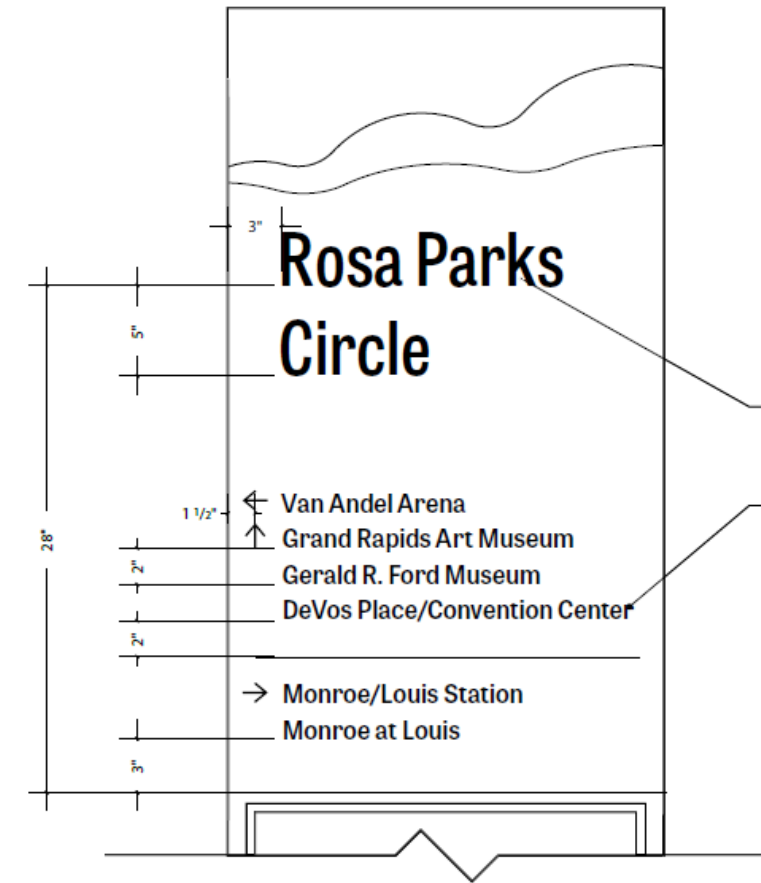 3"
Rosa Parks
5"
Circle
Van Andel Arena
1 1/2"
Grand Rapids Art Museum
28"
2"
Gerald R. Ford Museum
DeVos Place/Convention Center
2"
Monroe/Louis Station
Monroe at Louis
3"